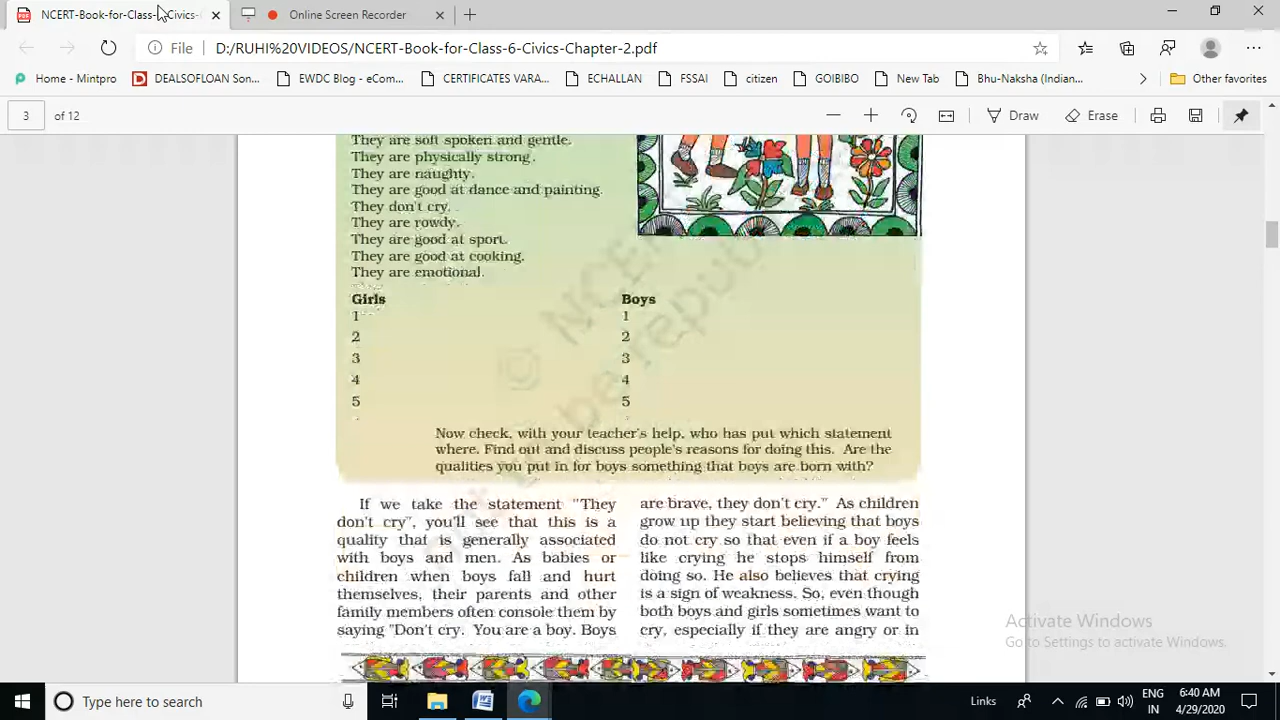 NCERT-Book-for-Class-6-Civics-
Online Screen Recorder
File
D:/RUHI%20VIDEOS/NCERT-Book-for-Class-6-Civics-Chapter-2.pdf
Home - Mintpro
DEALSOFLOAN Son...
EWDC Blog - eCom...
CERTIFICATES VARA...
ECHALLAN
FSSAI
citizen
GOIBIBO
New Tab
Bhu-Naksha (Indian...
Other favorites
3 of 12
Draw
Erase
They are soft spoken and gentle.
They are physically strong.
They are naughty.
They are good at dance and painting.
They don't cry.
They are rowdy.
They are good at sport.
They are good at cooking.
They are emotional.
Girls
1
2
3
4
5
Boys
1
2
3
4
5
Now check, with your teacher's help, who has put which statement
where. Find out and discuss people's reasons for doing this. Are the
qualities you put in for boys something that boys are born with?
If we take the statement "They
don't cry", you'll see that this is a
quality that is generally associated
with boys and men. As babies or
children when boys fall and hurt
themselves, their parents and other
family members often console them by
saying "Don't cry. You are a boy. Boys
are brave, they don't cry." As children
grow up they start believing that boys
do not cry so that even if a boy feels
like crying he stops himself from
doing so. He also believes that crying
is a sign of weakness. So, even though
both boys and girls sometimes want to
cry, especially if they are angry or in
© NCE
be repu
Activate Windows
Go to Settings to activate Windows.
Type here to search
Links
ENG
IN
6:40 AM
4/29/2020